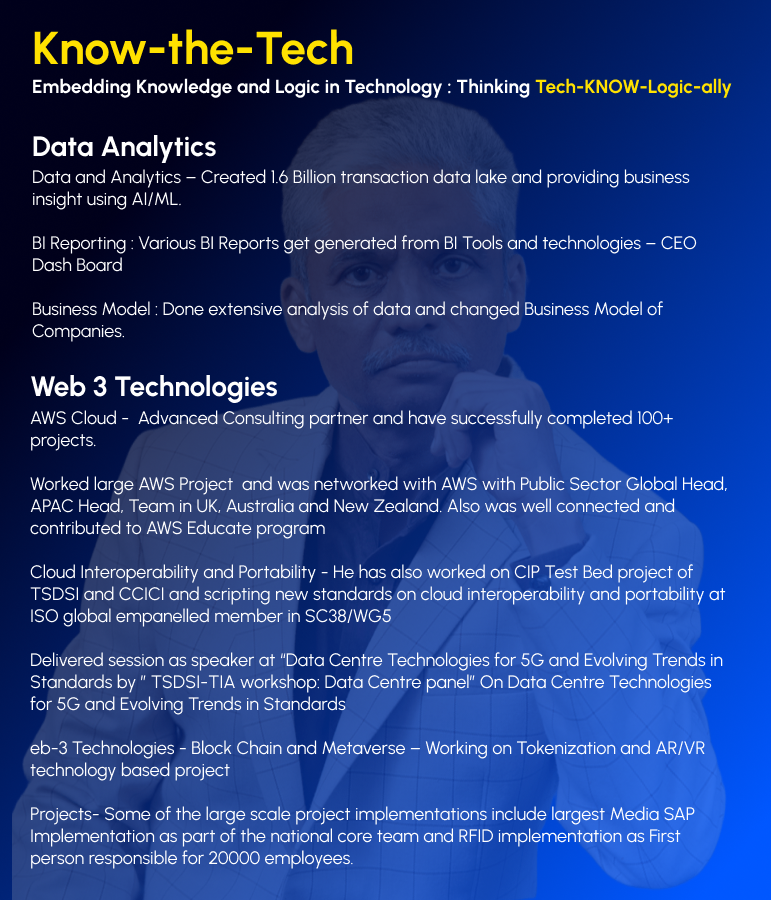 Know-the-Tech
Embedding Knowledge and Logic in Technology : Thinking Tech-KNOW-Logic-ally
Data Analytics
Data and Analytics – Created 1.6 Billion transaction data lake and providing business
insight using AI/ML.
BI Reporting : Various BI Reports get generated from BI Tools and technologies – CEO
Dash Board
Business Model : Done extensive analysis of data and changed Business Model of
Companies.
Web 3 Technologies
AWS Cloud -  Advanced Consulting partner and have successfully completed 100+
projects.
Worked large AWS Project  and was networked with AWS with Public Sector Global Head,
APAC Head, Team in UK, Australia and New Zealand. Also was well connected and
contributed to AWS Educate program
Cloud Interoperability and Portability - He has also worked on CIP Test Bed project of
TSDSI and CCICI and scripting new standards on cloud interoperability and portability at
ISO global empanelled member in SC38/WG5
Delivered session as speaker at “Data Centre Technologies for 5G and Evolving Trends in
Standards by ” TSDSI-TIA workshop: Data Centre panel” On Data Centre Technologies
for 5G and Evolving Trends in Standards
eb-3 Technologies - Block Chain and Metaverse – Working on Tokenization and AR/VR
technology based project
Projects- Some of the large scale project implementations include largest Media SAP
Implementation as part of the national core team and RFID implementation as First
person responsible for 20000 employees.